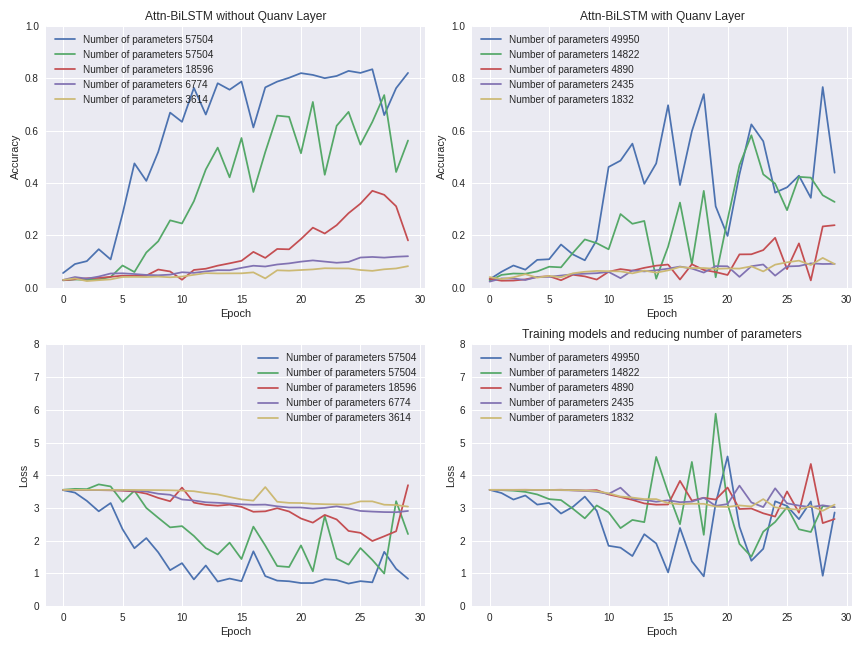 Attn-BiLSTM without Quanv Layer
1.0
0.8
0.6
0.4
0.2
0.0
Accuracy
Number of parameters 57504
Number of parameters 57504
Number of parameters 18596
Number of parameters 6774
Number of parameters 3614
0 5 10 15 20 25 30
Epoch
Attn-BiLSTM with Quanv Layer
1.0
0.8
0.6
0.4
0.2
0.0
Accuracy
Number of parameters 49950
Number of parameters 14822
Number of parameters 4890
Number of parameters 2435
Number of parameters 1832
0 5 10 15 20 25 30
Epoch
8
7
6
5
4
3
2
1
0
Loss
Number of parameters 57504
Number of parameters 57504
Number of parameters 18596
Number of parameters 6774
Number of parameters 3614
0 5 10 15 20 25 30
Epoch
Training models and reducing number of parameters
8
7
6
5
4
3
2
1
0
Loss
Number of parameters 49950
Number of parameters 14822
Number of parameters 4890
Number of parameters 2435
Number of parameters 1832
0 5 10 15 20 25 30
Epoch